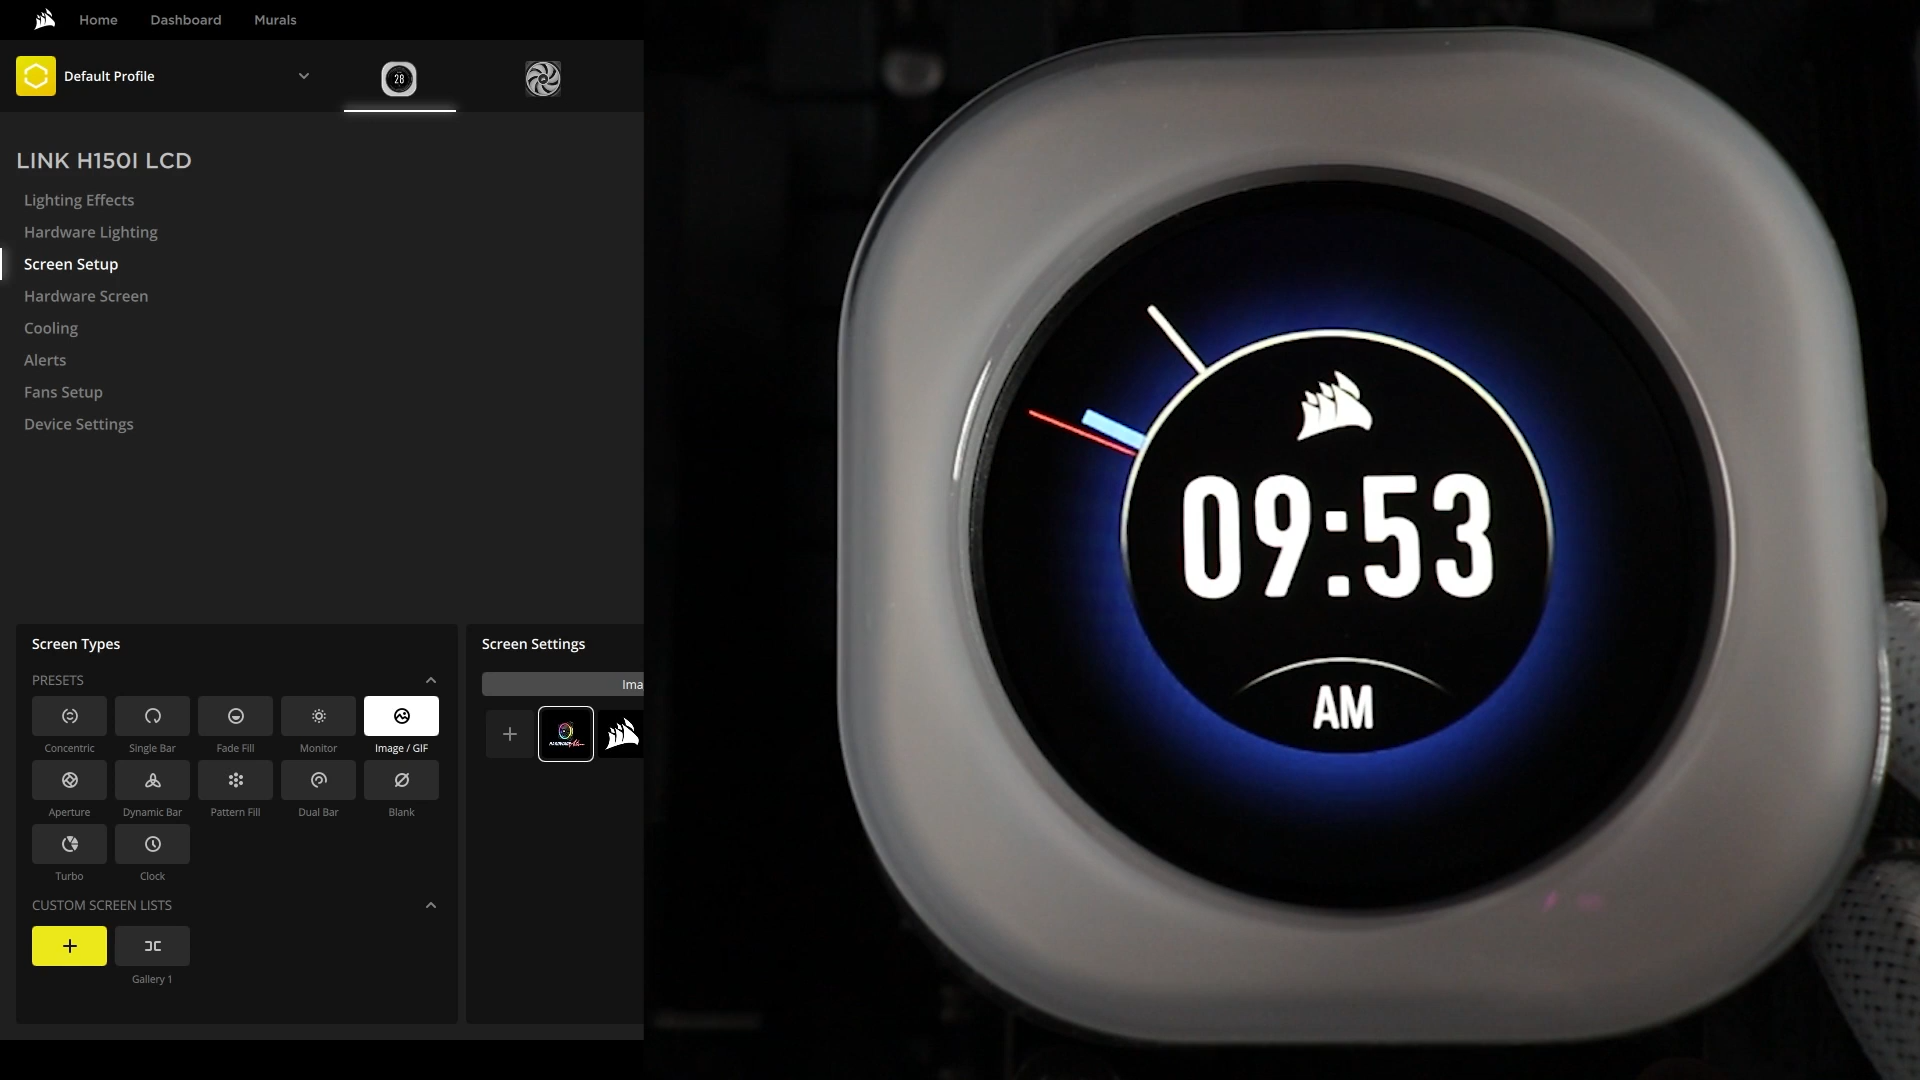 Home Dashboard Murals
Default Profile
28
LINK H150I LCD
Lighting Effects
Hardware Lighting
Screen Setup
Hardware Screen
Cooling
Alerts
Fans Setup
Device Settings
Screen Types
PRESETS
Concentric Single Bar Fade Fill Monitor Image / GIF
Aperture Dynamic Bar Pattern Fill Dual Bar Blank
Turbo Clock
CUSTOM SCREEN LISTS
Gallery 1
Screen Settings
Ima
09:53
AM